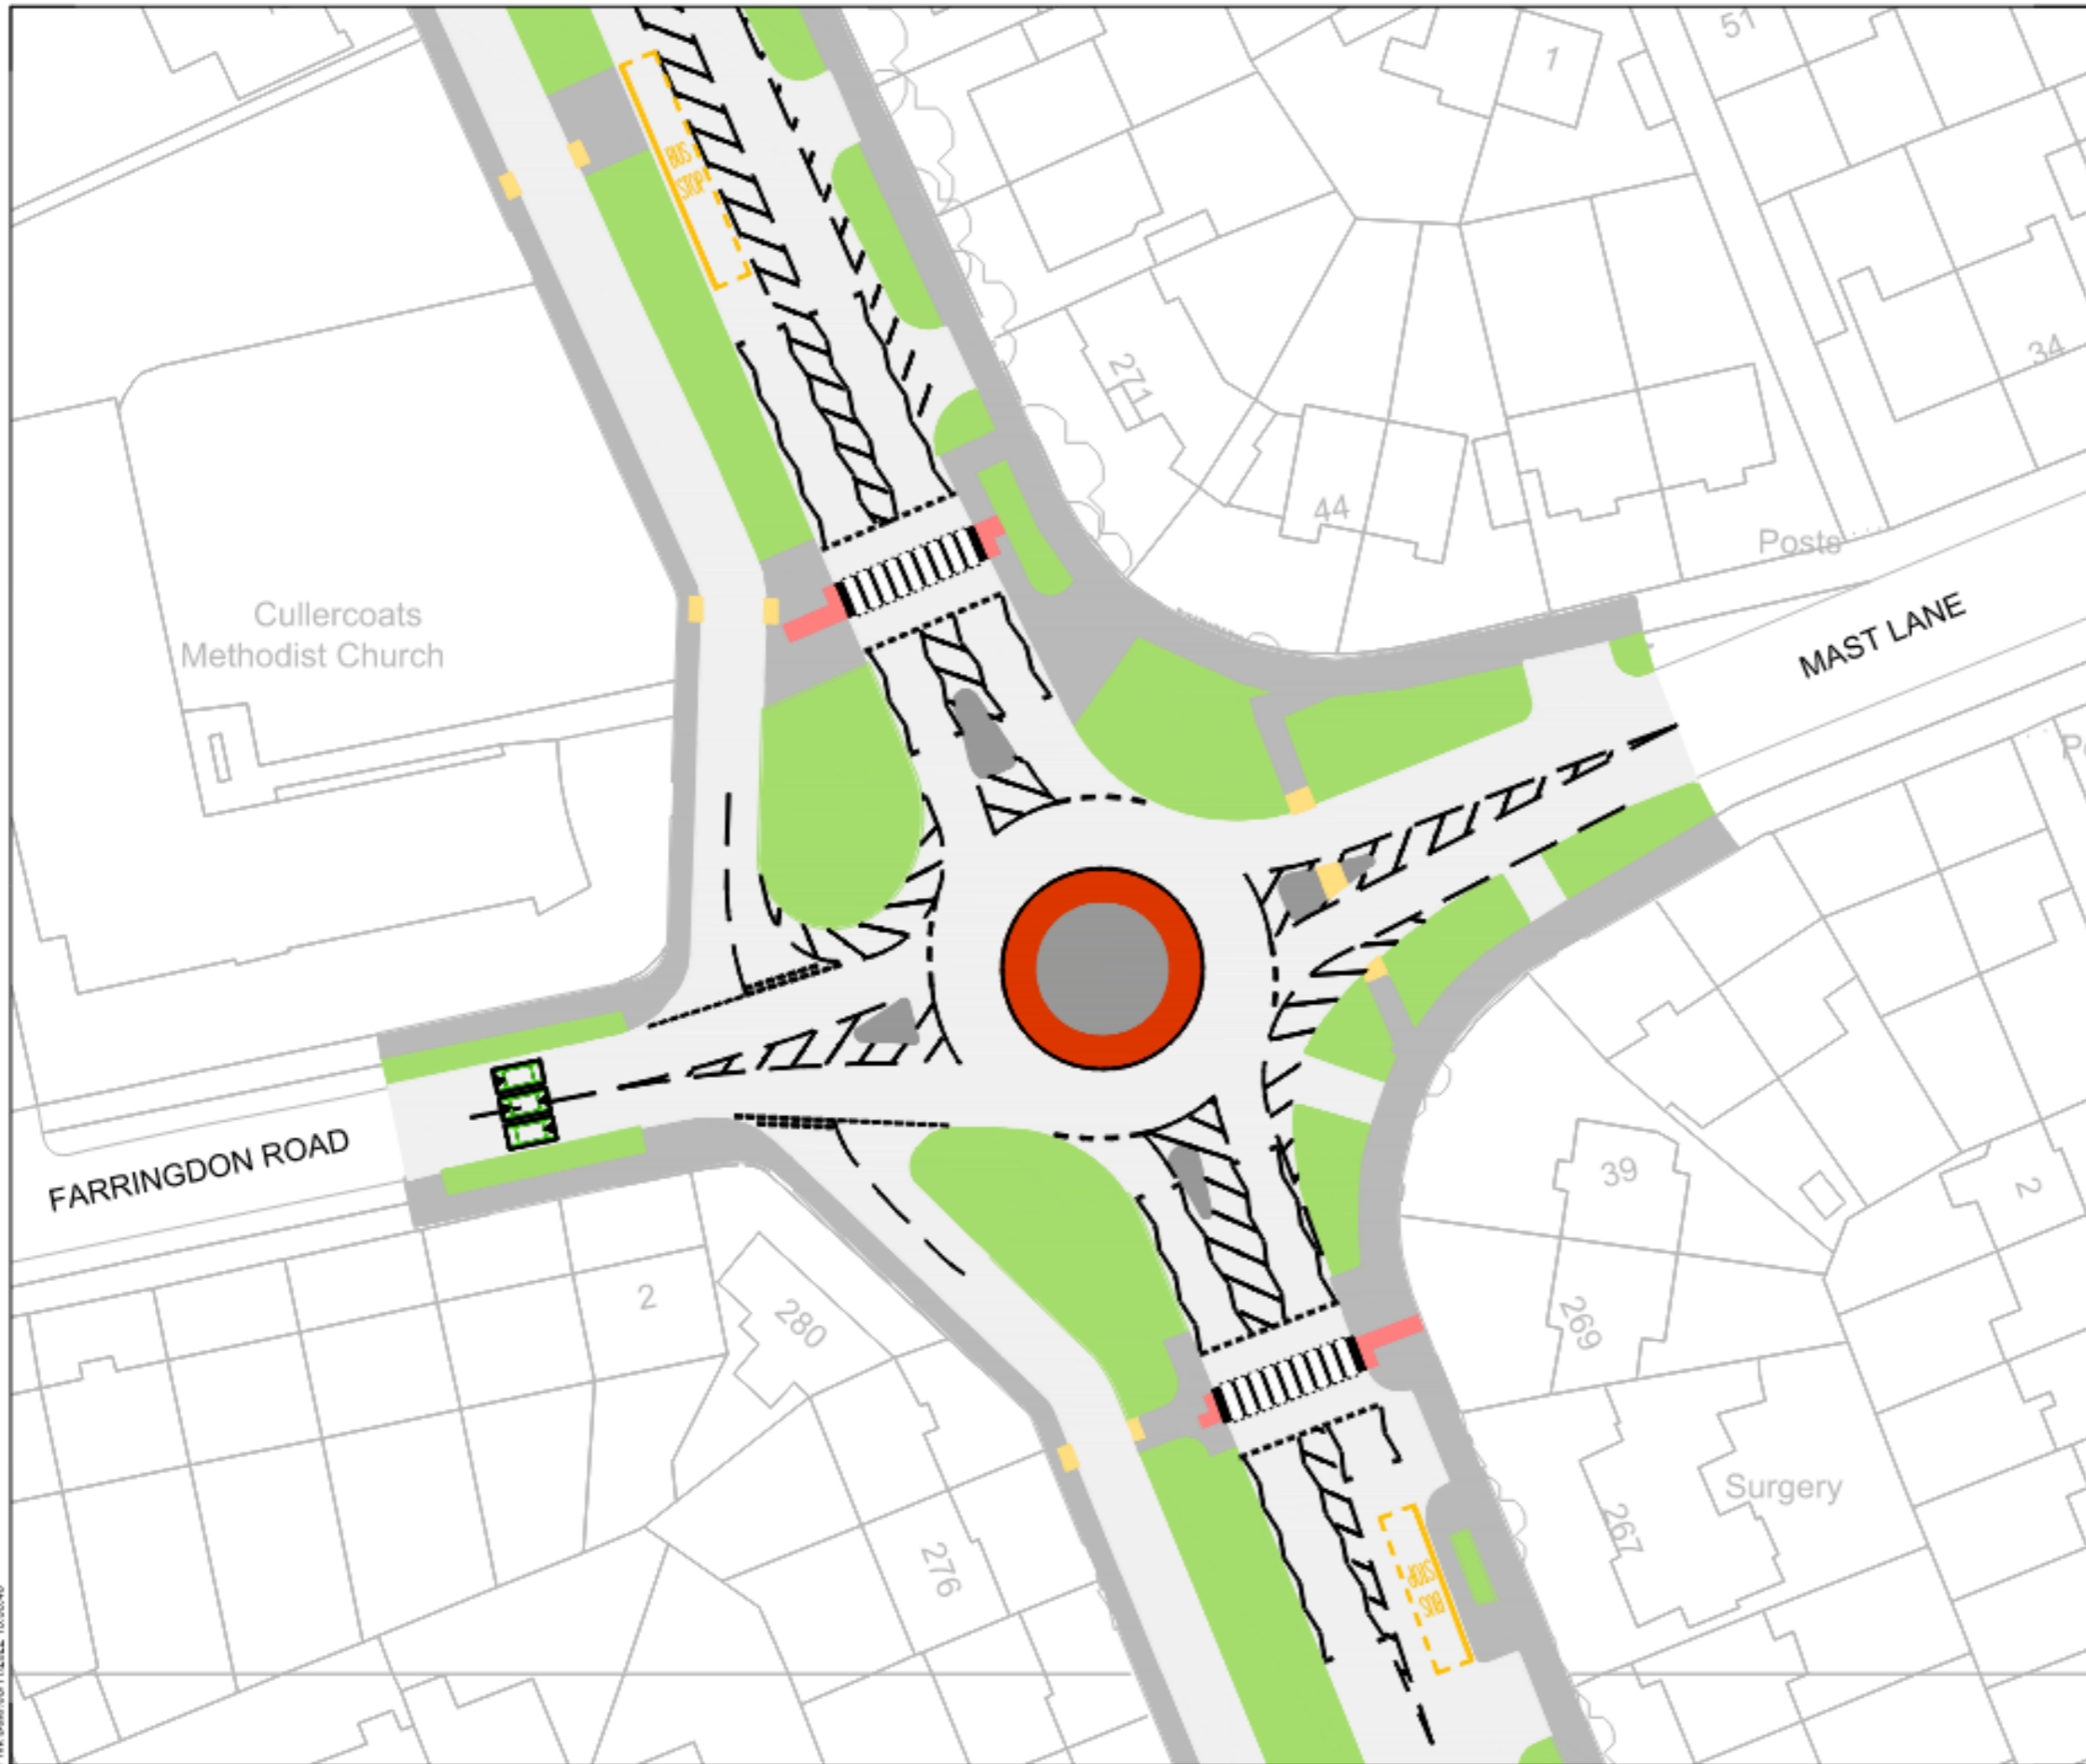 51
1
BUS
STOP
34
271
44
Posts
Cullercoats
Methodist Church
MAST LANE
FARRINGDON ROAD
39
2
2
280
269
Surgery
267
276
BUS
STOP